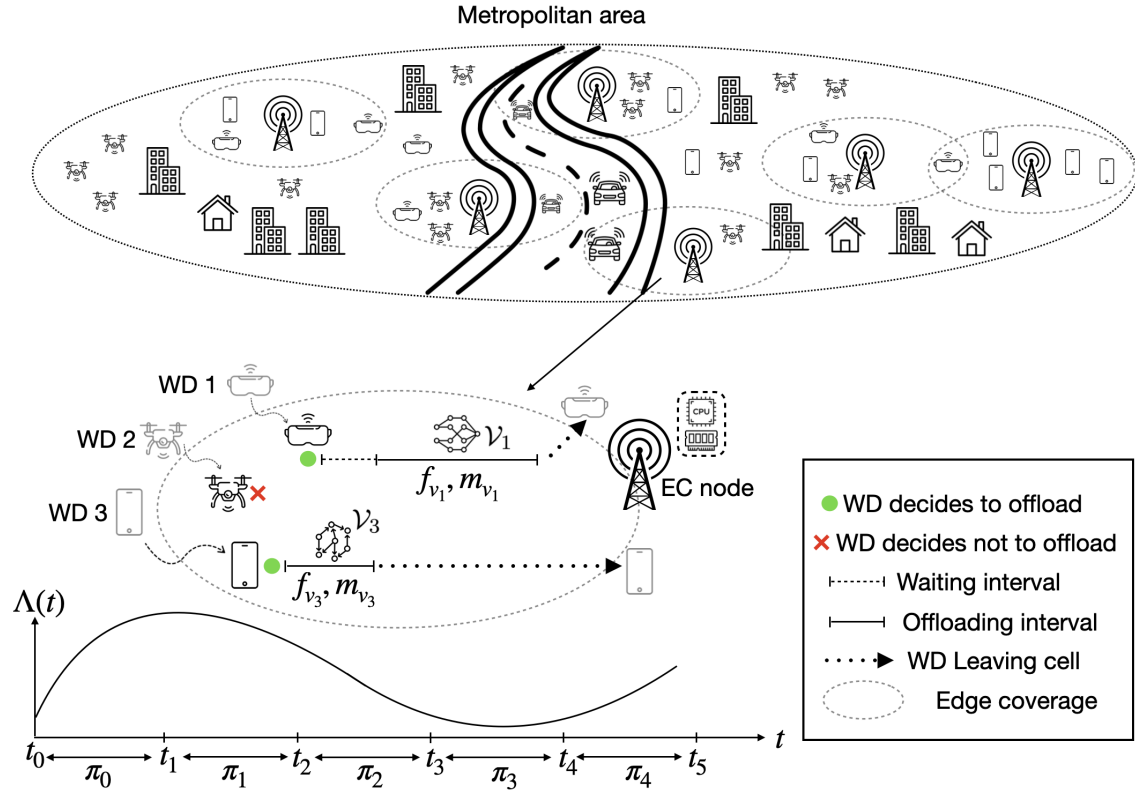 Metropolitan area
WD 1
WD 2
WD 3
𝒱₁
f_{v₁}, m_{v₁}
CPU
EC node
𝒱₃
f_{v₃}, m_{v₃}
WD decides to offload
WD decides not to offload
Waiting interval
Offloading interval
WD Leaving cell
Edge coverage
Λ(t)
t
t₀ t₁ t₂ t₃ t₄ t₅
π₀ π₁ π₂ π₃ π₄